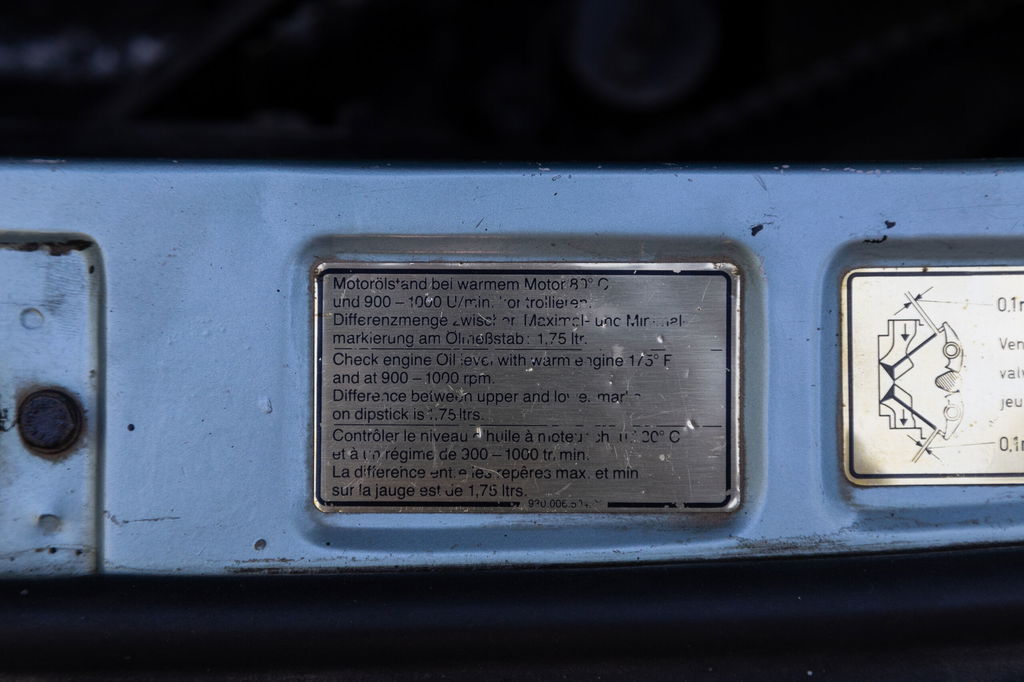 Motorölstand bei warmem Motor 80° C
und 900 – 1000 U/min. kontrollieren.
Differenzmenge zwischen Maximal- und Minimal-
markierung am Ölmeßstab: 1,75 ltr.
Check engine Oil level with warm engine 175° F
and at 900 – 1000 rpm.
Difference between upper and lower mark
on dipstick is 1.75 ltrs.
Contrôler le niveau d'huile à moteur ch. à 80° C
et à un régime de 900 – 1000 tr. min.
La difference entre les repères max. et min
sur la jauge est de 1,75 ltrs.
0,1
Ven
valv
jeu
0,1